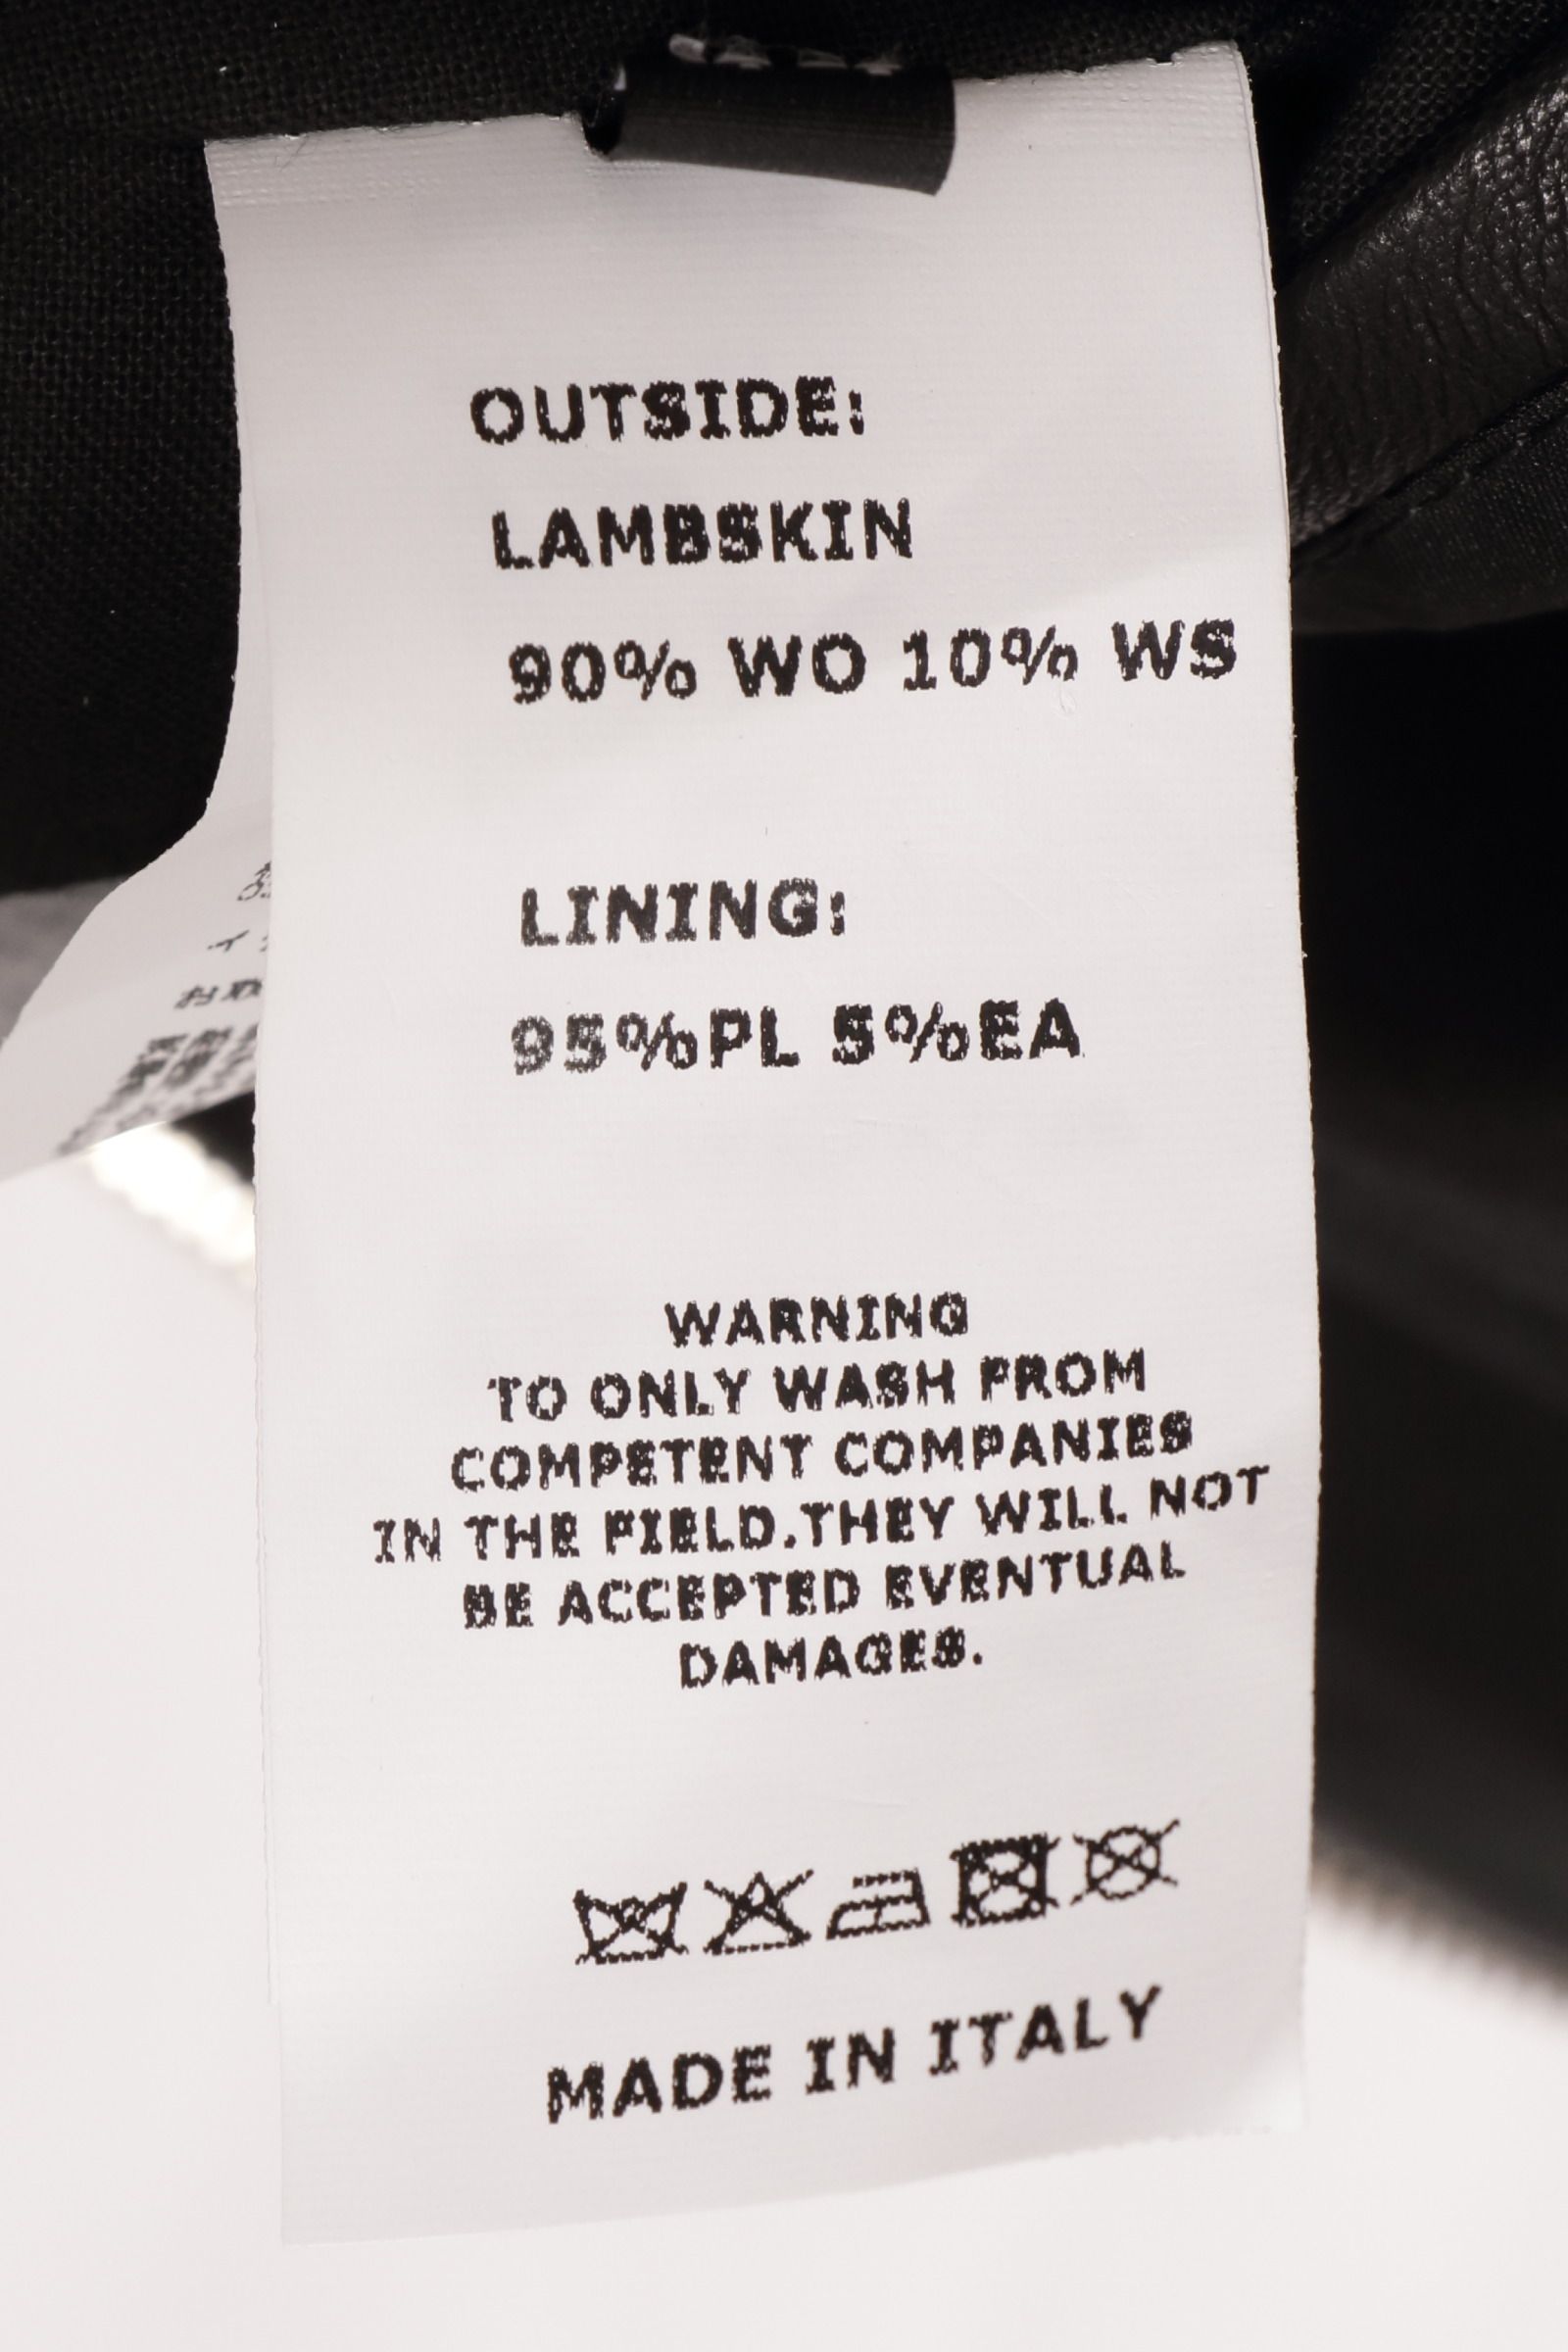 OUTSIDE:
LAMBSKIN
90% WO 10% WS
LINING:
95%PL 5%EA
WARNING
TO ONLY WASH FROM
COMPETENT COMPANIES
IN THE FIELD.THEY WILL NOT
BE ACCEPTED EVENTUAL
DAMAGES.
MADE IN ITALY